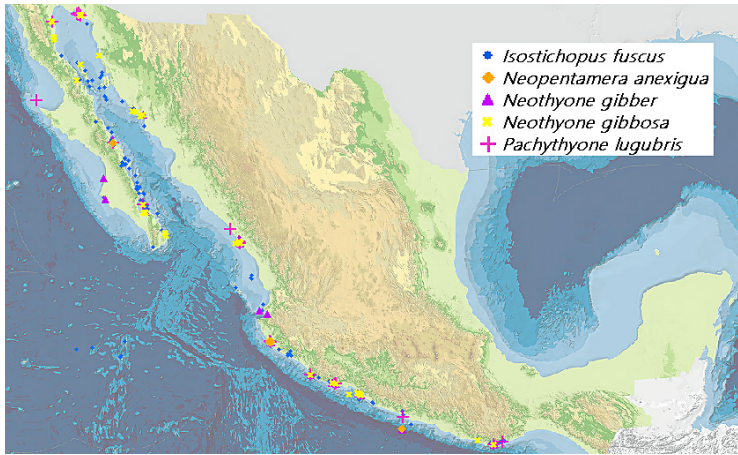 Isostichopus fuscus
Neopentamera anexigua
Neothyone gibber
Neothyone gibbosa
Pachythyone lugubris